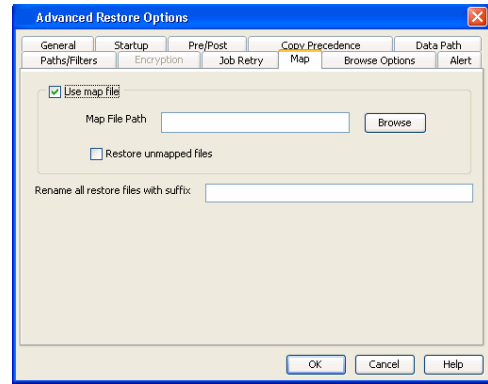 Advanced Restore Options
General Startup Pre/Post Copy Precedence Data Path
Paths/Filters Encryption Job Retry Map Browse Options Alert
Use map file
Map File Path Browse
Restore unmapped files
Rename all restore files with suffix
OK Cancel Help